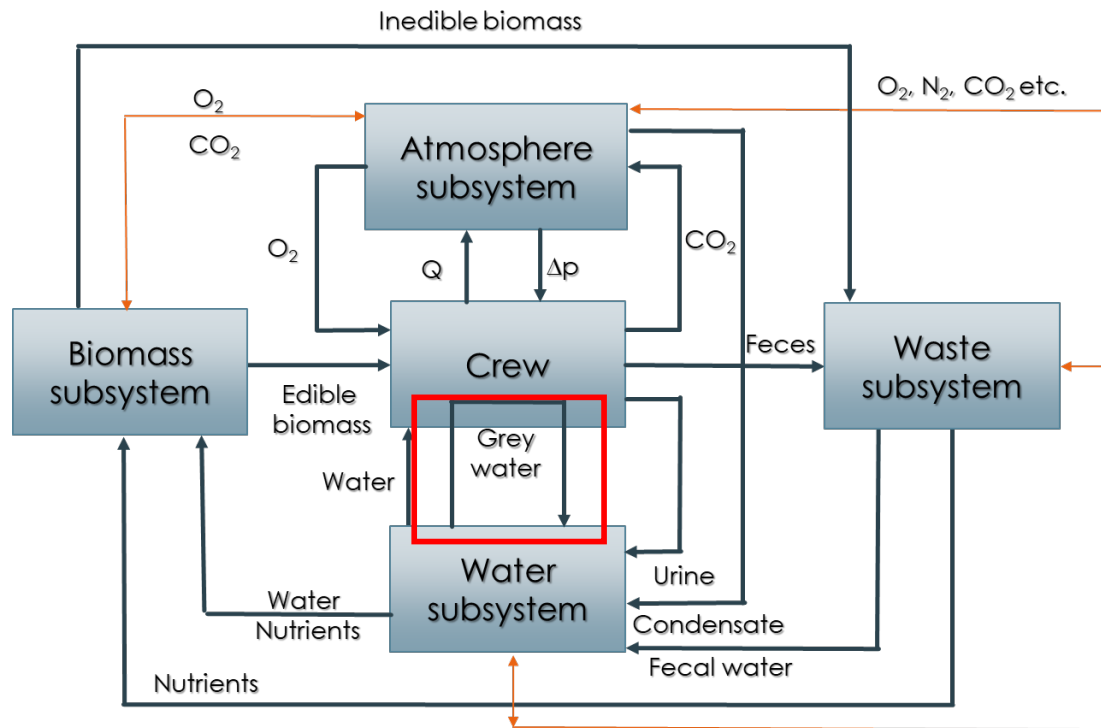 Inedible biomass
O₂
CO₂
O₂, N₂, CO₂ etc.
Atmosphere
subsystem
O₂
Q
Δp
CO₂
Biomass
subsystem
Crew
Feces
Waste
subsystem
Edible
biomass
Grey
water
Water
Water
subsystem
Urine
Water
Nutrients
Condensate
Fecal water
Nutrients